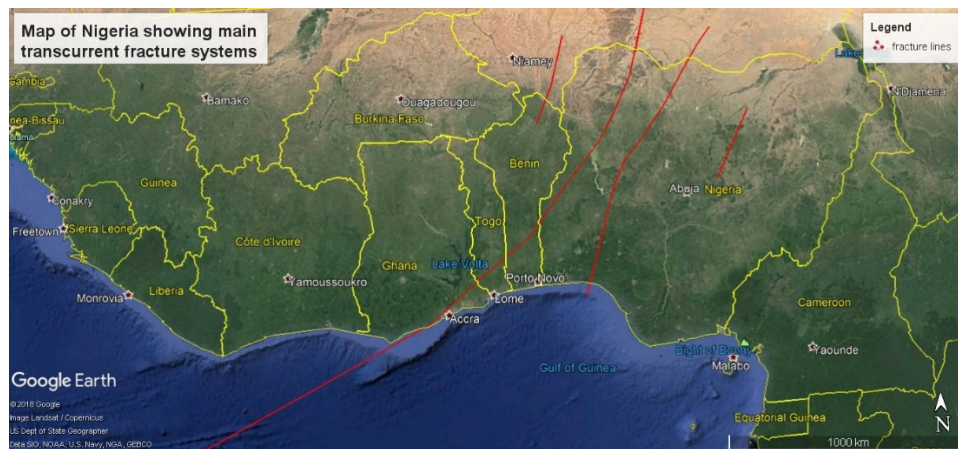 Map of Nigeria showing main
transcurrent fracture systems
Legend
fracture lines
Niamey
Lake
Gambia
Bamako
Ouagadougou
N'Djamena
Burkina Faso
nea-Bissau
Benin
Guinea
Abuja
Nigeria
Conakry
Togo
Freetown
Sierra Leone
Côte d'Ivoire
Ghana
Lake Volta
Yamoussoukro
Porto-Novo
Liberia
Monrovia
Lome
Cameroon
Accra
Bight of Bonny
Yaounde
Malabo
Gulf of Guinea
Google Earth
© 2018 Google
Image Landsat / Copernicus
US Dept of State Geographer
Data SIO, NOAA, U.S. Navy, NGA, GEBCO
Equatorial Guinea
N
1000 km